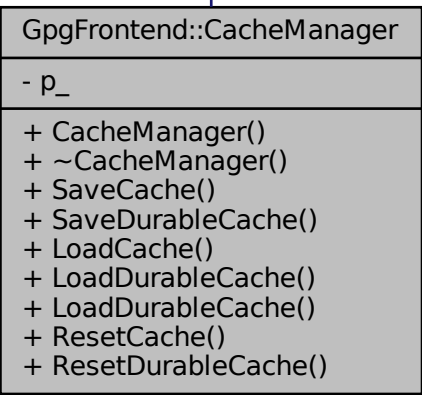 GpgFrontend::CacheManager
- p_
+ CacheManager()
+ ~CacheManager()
+ SaveCache()
+ SaveDurableCache()
+ LoadCache()
+ LoadDurableCache()
+ LoadDurableCache()
+ ResetCache()
+ ResetDurableCache()